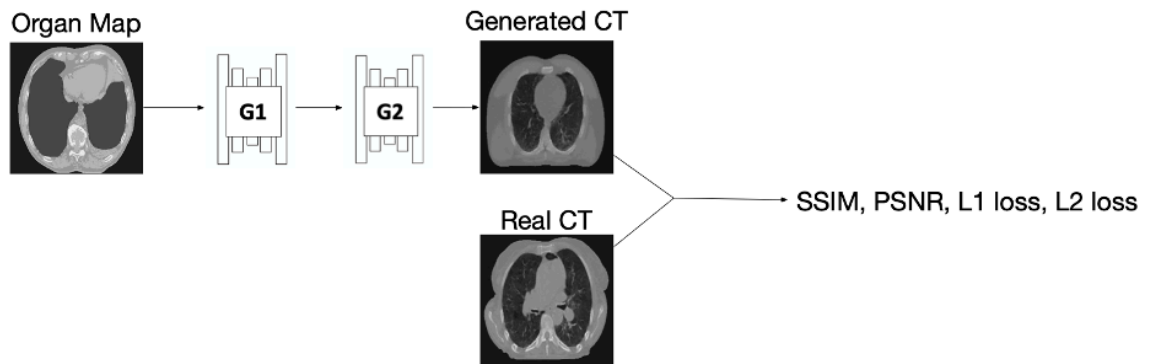 Organ Map
Generated CT
G1
G2
SSIM, PSNR, L1 loss, L2 loss
Real CT